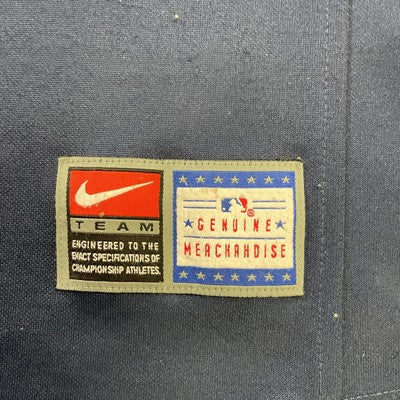 TEAM
ENGINEERED TO THE
EXACT SPECIFICATIONS OF
CHAMPIONSHIP ATHLETES.
GENUINE
MERCHANDISE